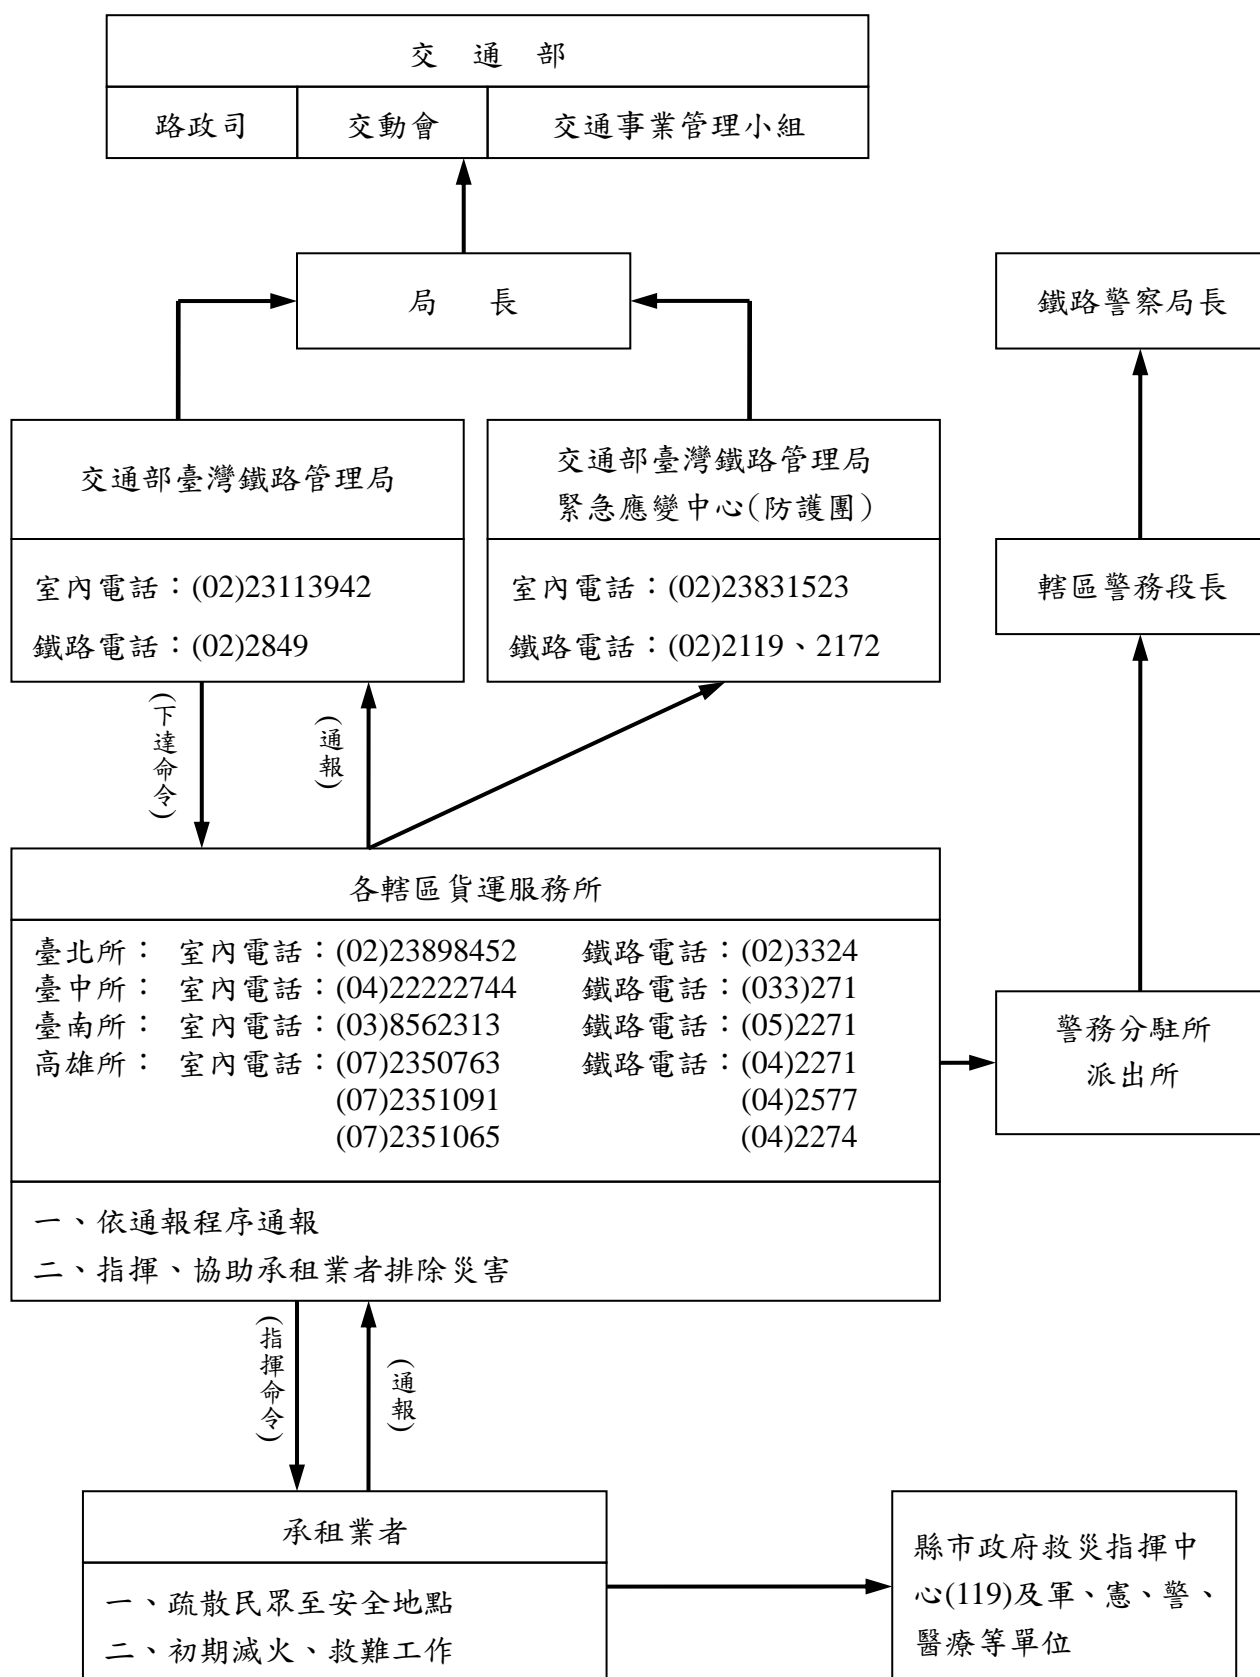 交通部
路政司 交動會 交通事業管理小組
局 長
鐵路警察局長
交通部臺灣鐵路管理局
室內電話：(02)23113942
鐵路電話：(02)2849
交通部臺灣鐵路管理局
緊急應變中心(防護團)
室內電話：(02)23831523
鐵路電話：(02)2119、2172
轄區警務段長
(下達命令)
(通報)
各轄區貨運服務所
臺北所： 室內電話：(02)23898452 鐵路電話：(02)3324
臺中所： 室內電話：(04)22222744 鐵路電話：(033)271
臺南所： 室內電話：(03)8562313 鐵路電話：(05)2271
高雄所： 室內電話：(07)2350763 鐵路電話：(04)2271
(07)2351091 (04)2577
(07)2351065 (04)2274
一、依通報程序通報
二、指揮、協助承租業者排除災害
警務分駐所
派出所
(指揮命令)
(通報)
承租業者
一、疏散民眾至安全地點
二、初期滅火、救難工作
縣市政府救災指揮中
心(119)及軍、憲、警、
醫療等單位